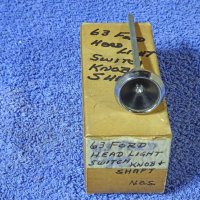 63 FORD
HEAD LIGHT
SWITCH
KNOB &
SHAFT
63 FORD
HEAD LIGHT
SWITCH KNOB &
SHAFT
N.O.S.